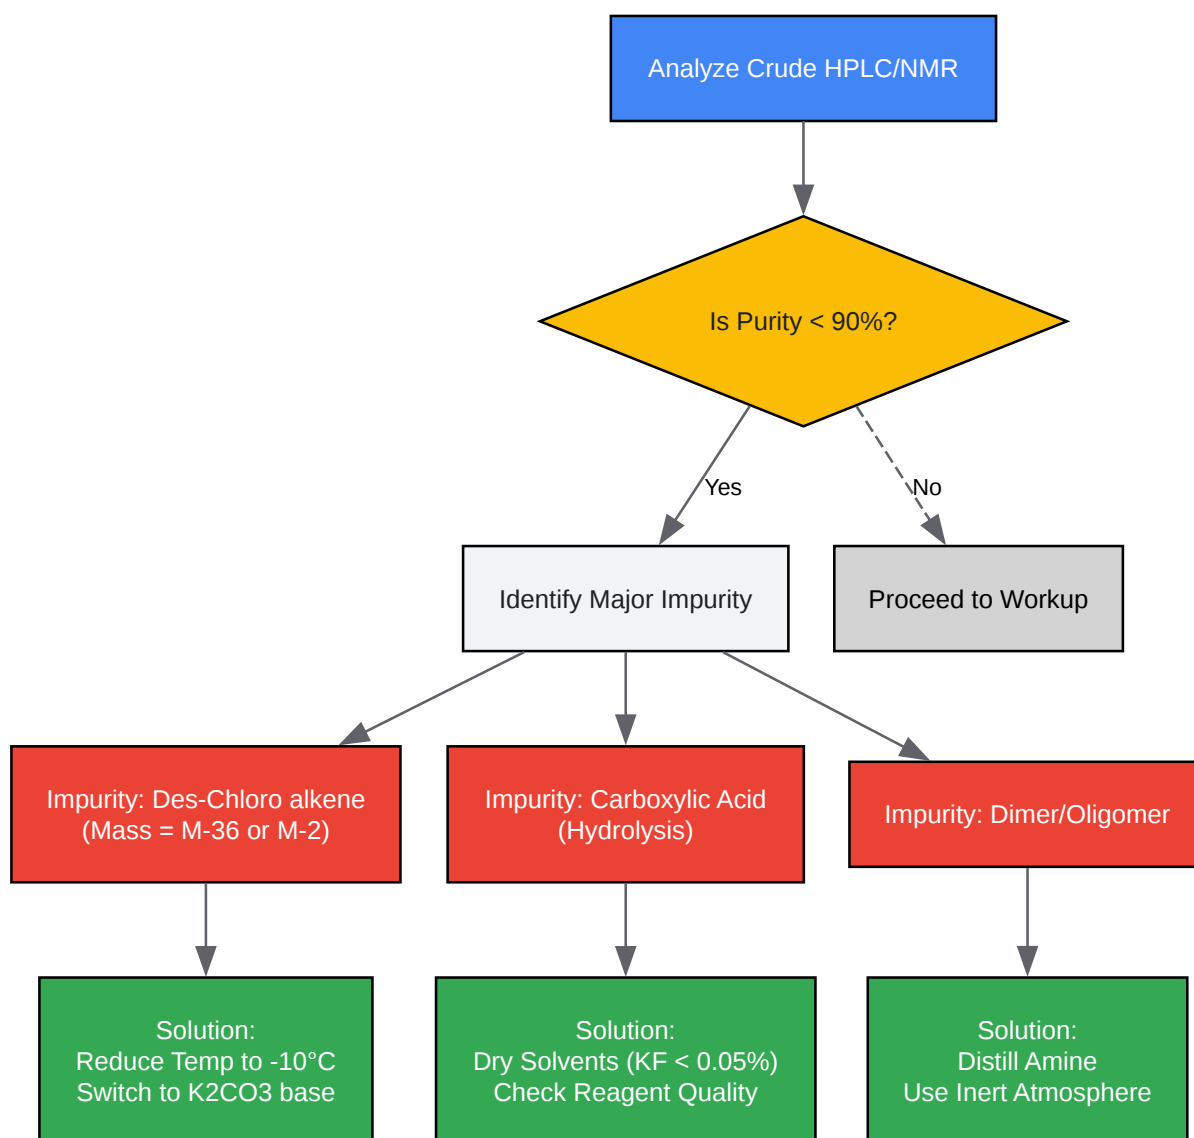 Analyze Crude HPLC/NMR
Is Purity < 90%?
Yes
No
Identify Major Impurity
Proceed to Workup
Impurity: Des-Chloro alkene
(Mass = M-36 or M-2)
Impurity: Carboxylic Acid
(Hydrolysis)
Impurity: Dimer/Oligomer
Solution:
Reduce Temp to -10°C
Switch to K2CO3 base
Solution:
Dry Solvents (KF < 0.05%)
Check Reagent Quality
Solution:
Distill Amine
Use Inert Atmosphere